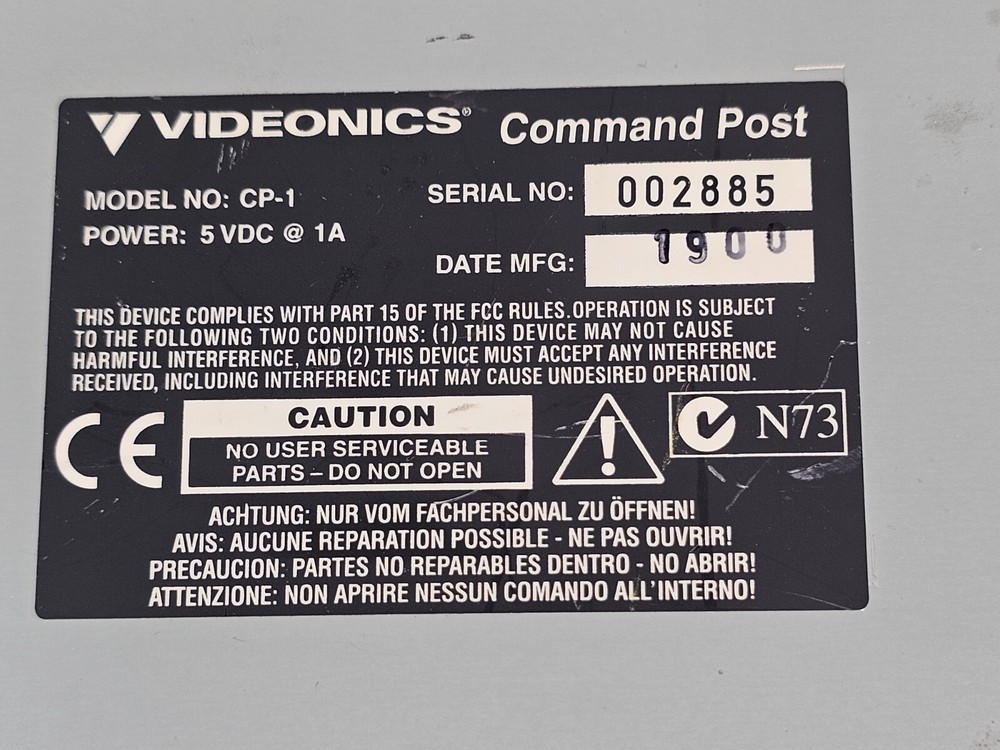 VIDEONICS® Command Post
MODEL NO: CP-1
SERIAL NO: 002885
POWER: 5 VDC @ 1A
DATE MFG: 1900
THIS DEVICE COMPLIES WITH PART 15 OF THE FCC RULES. OPERATION IS SUBJECT
TO THE FOLLOWING TWO CONDITIONS: (1) THIS DEVICE MAY NOT CAUSE
HARMFUL INTERFERENCE, AND (2) THIS DEVICE MUST ACCEPT ANY INTERFERENCE
RECEIVED, INCLUDING INTERFERENCE THAT MAY CAUSE UNDESIRED OPERATION.
CE
CAUTION
NO USER SERVICEABLE
PARTS – DO NOT OPEN
!
N73
ACHTUNG: NUR VOM FACHPERSONAL ZU ÖFFNEN!
AVIS: AUCUNE REPARATION POSSIBLE - NE PAS OUVRIR!
PRECAUCION: PARTES NO REPARABLES DENTRO - NO ABRIR!
ATTENZIONE: NON APRIRE NESSUN COMANDO ALL'INTERNO!